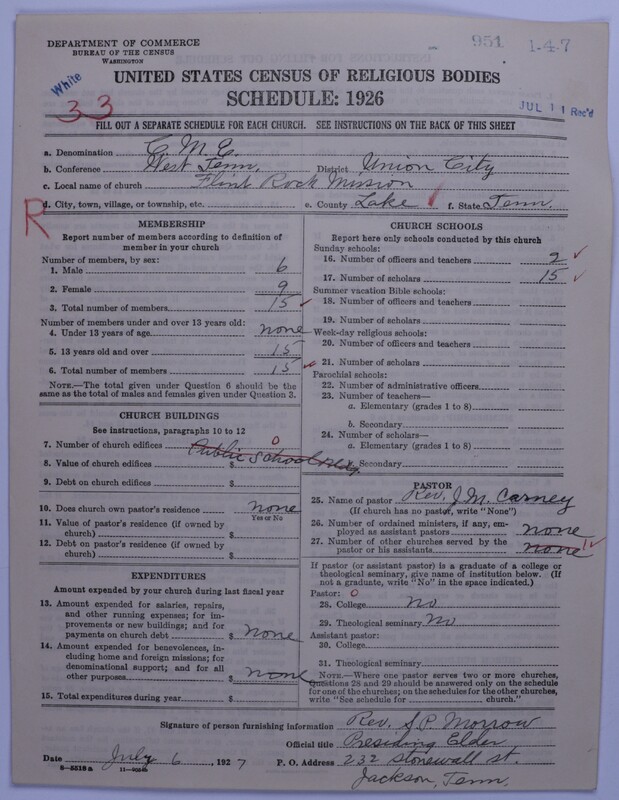 DEPARTMENT OF COMMERCE
BUREAU OF THE CENSUS
WASHINGTON
951 1-4-7
White
33
JUL 11 Rec'd
UNITED STATES CENSUS OF RELIGIOUS BODIES
SCHEDULE: 1926
FILL OUT A SEPARATE SCHEDULE FOR EACH CHURCH. SEE INSTRUCTIONS ON THE BACK OF THIS SHEET
a. Denomination C. M. E.
b. Conference West Tenn. District Union City
c. Local name of church Flint Rock Mission
d. City, town, village, or township, etc. e. County Lake f. State Tenn.
R
MEMBERSHIP
Report number of members according to definition of
member in your church
Number of members, by sex:
1. Male 6
2. Female 9
3. Total number of members 15
Number of members under and over 13 years old:
4. Under 13 years of age none
5. 13 years old and over 15
6. Total number of members 15
NOTE.—The total given under Question 6 should be
the same as the total of males and females given under Question 3.
CHURCH BUILDINGS
See instructions, paragraphs 10 to 12
7. Number of church edifices 0
Public School
8. Value of church edifices $
9. Debt on church edifices $
10. Does church own pastor's residence none
Yes or No
11. Value of pastor's residence (if owned by
church) $
12. Debt on pastor's residence (if owned by
church) $
EXPENDITURES
Amount expended by your church during last fiscal year
13. Amount expended for salaries, repairs,
and other running expenses; for im-
provements or new buildings; and for
payments on church debt $ none
14. Amount expended for benevolences, in-
cluding home and foreign missions; for
denominational support; and for all
other purposes $ none
15. Total expenditures during year $
CHURCH SCHOOLS
Report here only schools conducted by this church
Sunday schools:
16. Number of officers and teachers 2
17. Number of scholars 15
Summer vacation Bible schools:
18. Number of officers and teachers
19. Number of scholars
Week-day religious schools:
20. Number of officers and teachers
21. Number of scholars
Parochial schools:
22. Number of administrative officers
23. Number of teachers—
a. Elementary (grades 1 to 8)
b. Secondary
24. Number of scholars—
a. Elementary (grades 1 to 8)
b. Secondary
PASTOR
25. Name of pastor Rev. J. M. Carney
(If church has no pastor, write "None")
26. Number of ordained ministers, if any, em-
ployed as assistant pastors none
27. Number of other churches served by the
pastor or his assistants none
If pastor (or assistant pastor) is a graduate of a college or
theological seminary, give name of institution below. (If
not a graduate, write "No" in the space indicated.)
Pastor: 0
28. College No
29. Theological seminary No
Assistant pastor:
30. College
31. Theological seminary
NOTE.—Where one pastor serves two or more churches,
Questions 28 and 29 should be answered only on the schedule
for one of the churches; on the schedules for the other churches,
write "See schedule for church."
Signature of person furnishing information Rev. S. P. Morrow
Official title Presiding Elder
Date July 6, 1927 P. O. Address 232 Stonewall st.
8—5518a
Jackson, Tenn.